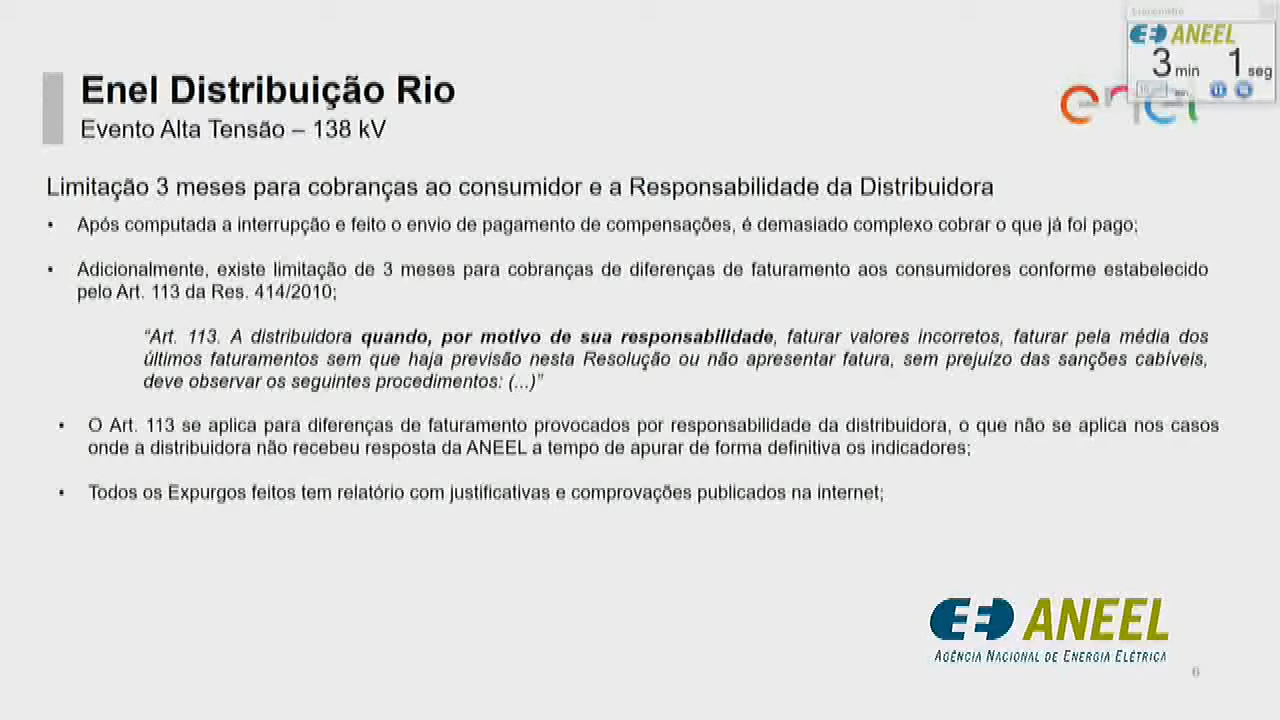 ANEEL
3 min 1 seg
Enel Distribuição Rio
enel
Evento Alta Tensão – 138 kV
Limitação 3 meses para cobranças ao consumidor e a Responsabilidade da Distribuidora
• Após computada a interrupção e feito o envio de pagamento de compensações, é demasiado complexo cobrar o que já foi pago;
• Adicionalmente, existe limitação de 3 meses para cobranças de diferenças de faturamento aos consumidores conforme estabelecido
pelo Art. 113 da Res. 414/2010;
“Art. 113. A distribuidora quando, por motivo de sua responsabilidade, faturar valores incorretos, faturar pela média dos
últimos faturamentos sem que haja previsão nesta Resolução ou não apresentar fatura, sem prejuízo das sanções cabíveis,
deve observar os seguintes procedimentos: (...)”
• O Art. 113 se aplica para diferenças de faturamento provocados por responsabilidade da distribuidora, o que não se aplica nos casos
onde a distribuidora não recebeu resposta da ANEEL a tempo de apurar de forma definitiva os indicadores;
• Todos os Expurgos feitos tem relatório com justificativas e comprovações publicados na internet;
ANEEL
AGÊNCIA NACIONAL DE ENERGIA ELÉTRICA
6